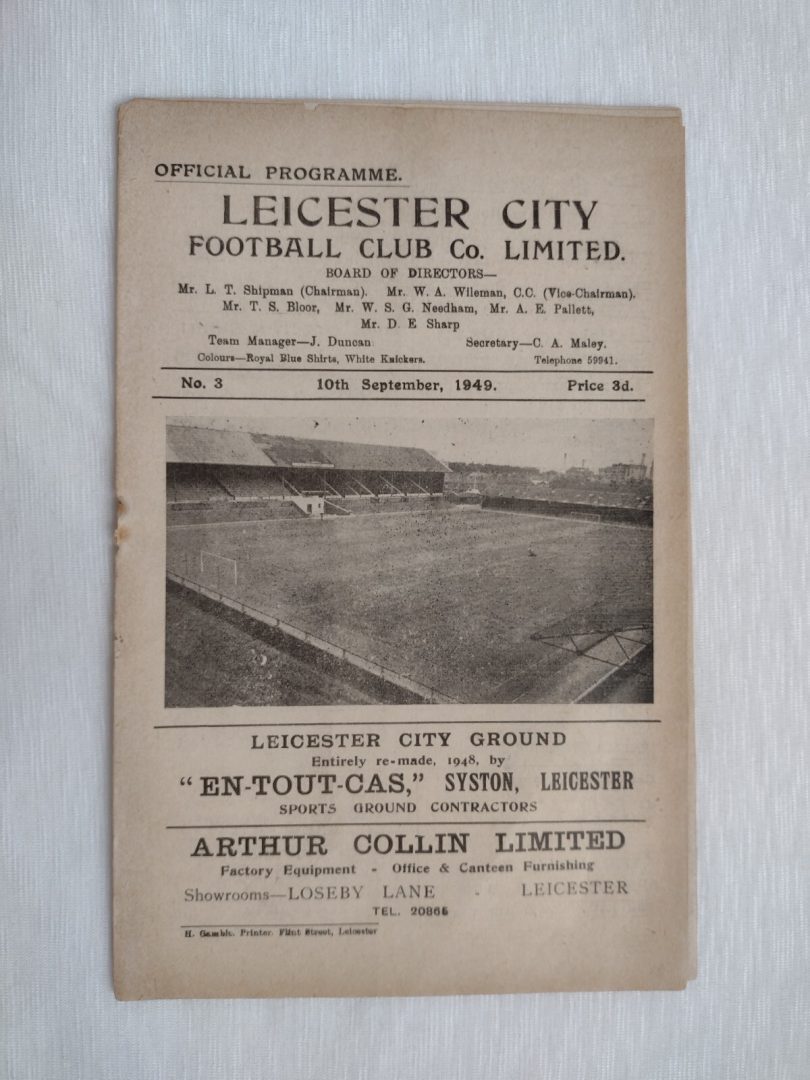 OFFICIAL PROGRAMME.
LEICESTER CITY
FOOTBALL CLUB Co. LIMITED.
BOARD OF DIRECTORS—
Mr. L. T. Shipman (Chairman). Mr. W. A. Wileman, C.C. (Vice-Chairman).
Mr. T. S. Bloor, Mr. W. S. G. Needham, Mr. A. E. Pallett,
Mr. D. E Sharp
Team Manager—J. Duncan Secretary—C. A. Maley.
Colours—Royal Blue Shirts, White Knickers. Telephone 59941.
No. 3 10th September, 1949. Price 3d.
LEICESTER CITY GROUND
Entirely re-made, 1948, by
"EN-TOUT-CAS," SYSTON, LEICESTER
SPORTS GROUND CONTRACTORS
ARTHUR COLLIN LIMITED
Factory Equipment - Office & Canteen Furnishing
Showrooms—LOSEBY LANE - LEICESTER
TEL. 20865
H. Gamble. Printer. Flint Street, Leicester